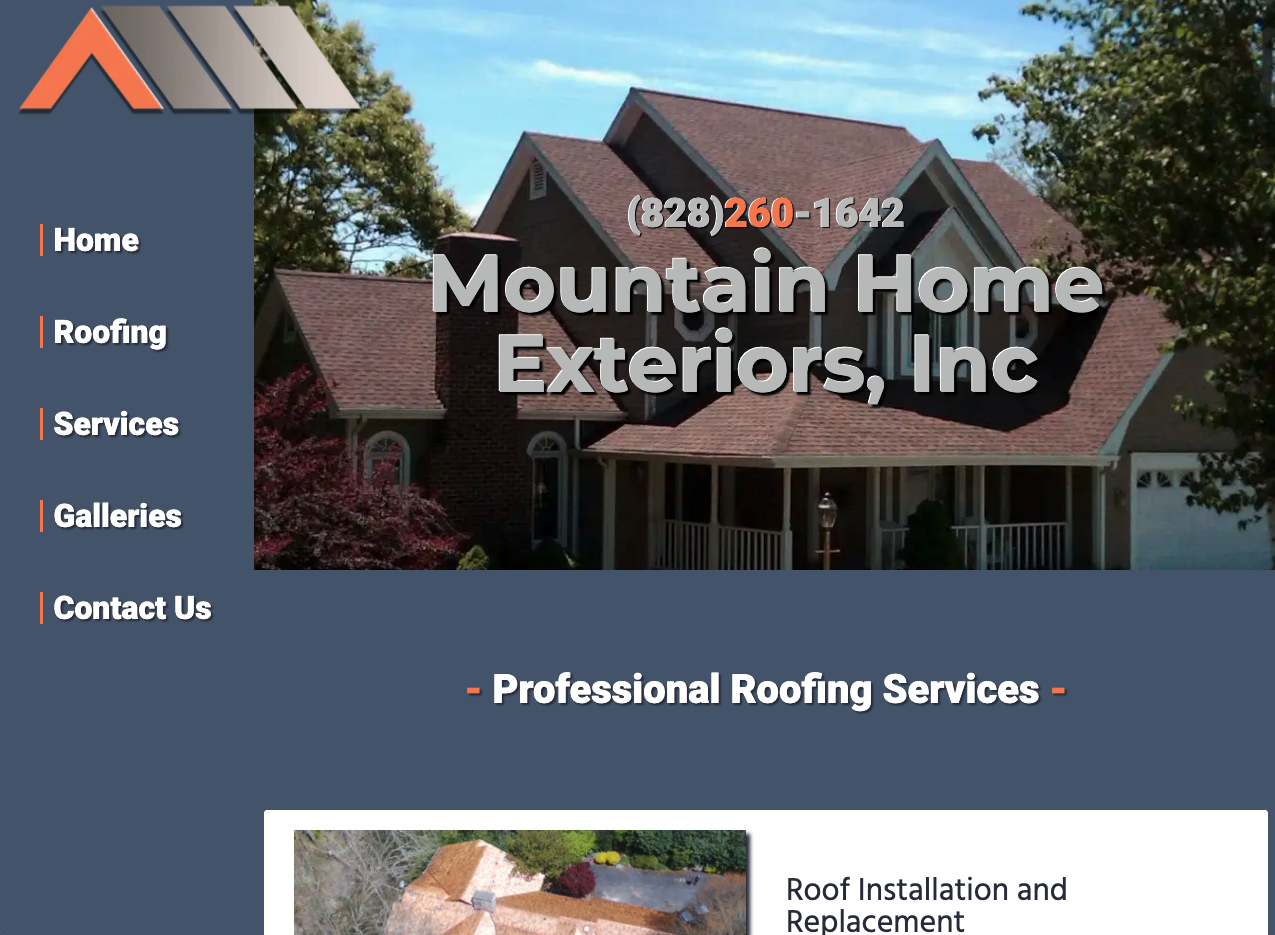 Home
Roofing
Services
Galleries
Contact Us
(828)260-1642
Mountain Home
Exteriors, Inc
- Professional Roofing Services -
Roof Installation and
Replacement